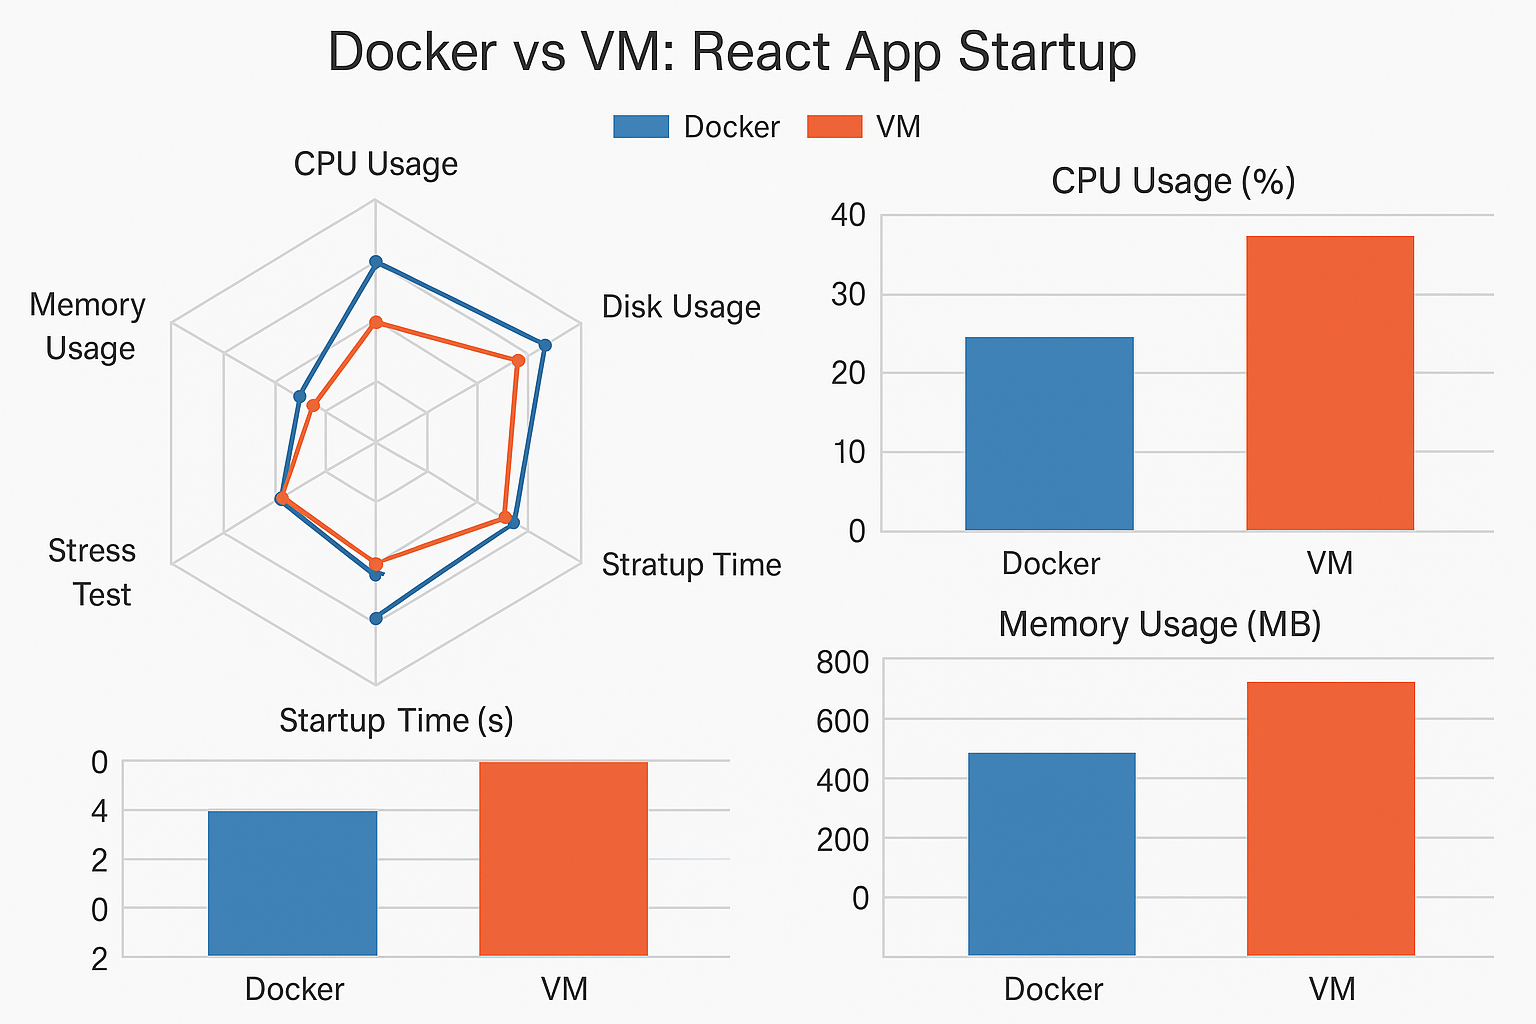 Docker vs VM: React App Startup
Docker VM
CPU Usage
Memory
Usage
Disk Usage
Stress
Test
Stratup Time
CPU Usage (%)
40
30
20
10
0
Docker VM
Startup Time (s)
0
4
2
0
2
Docker VM
Memory Usage (MB)
800
600
400
200
0
Docker VM